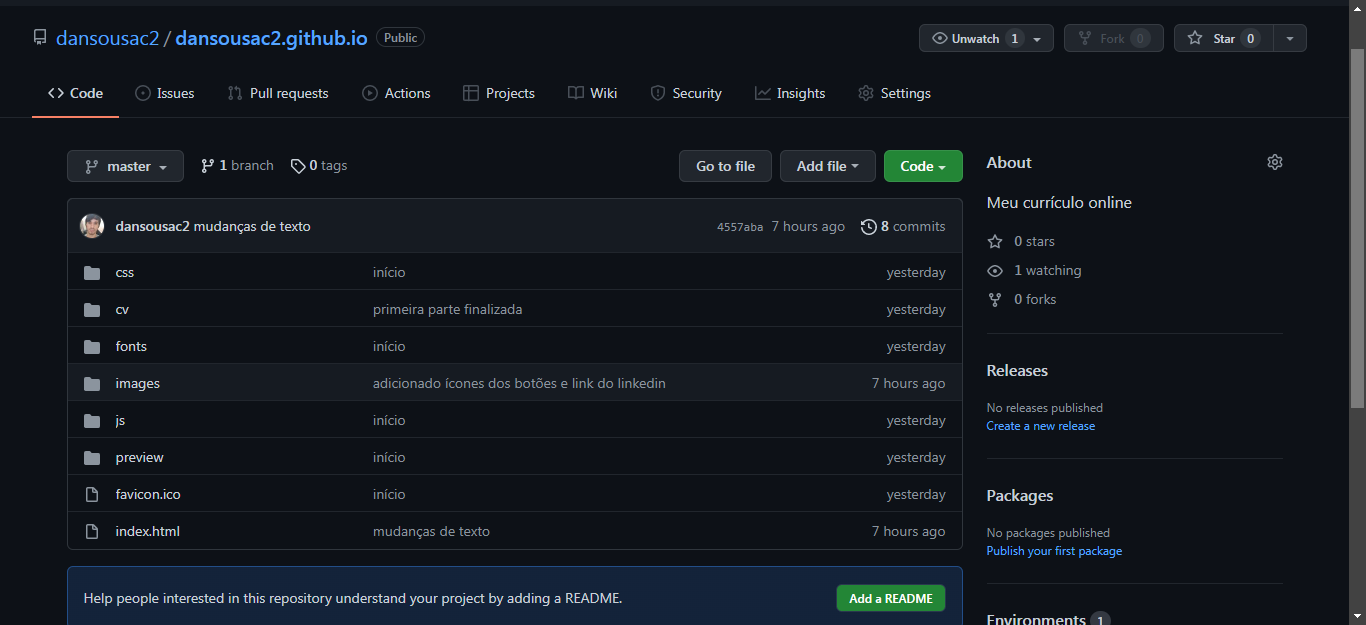 dansousac2 / dansousac2.github.io Public
Unwatch 1 Fork 0 Star 0
Code Issues Pull requests Actions Projects Wiki Security Insights Settings
master 1 branch 0 tags Go to file Add file Code
dansousac2 mudanças de texto 4557aba 7 hours ago 8 commits
css início yesterday
cv primeira parte finalizada yesterday
fonts início yesterday
images adicionado ícones dos botões e link do linkedin 7 hours ago
js início yesterday
preview início yesterday
favicon.ico início yesterday
index.html mudanças de texto 7 hours ago
Help people interested in this repository understand your project by adding a README. Add a README
About
Meu currículo online
0 stars
1 watching
0 forks
Releases
No releases published
Create a new release
Packages
No packages published
Publish your first package
Environments 1